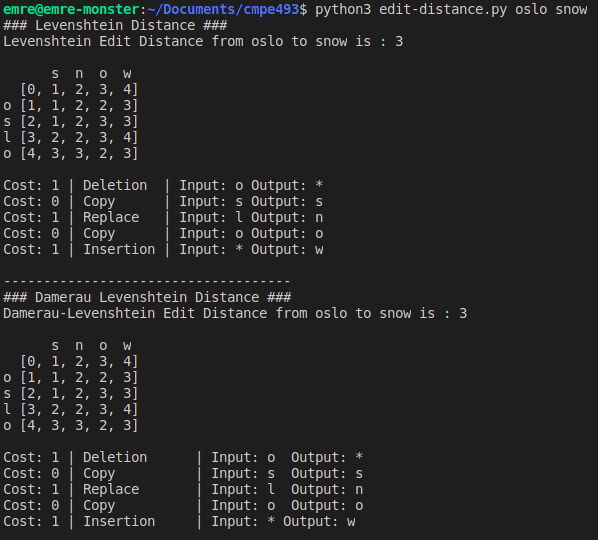 emre@emre-monster:~/Documents/cmpe493$ python3 edit-distance.py oslo snow
### Levenshtein Distance ###
Levenshtein Edit Distance from oslo to snow is : 3
      s  n  o  w
  [0, 1, 2, 3, 4]
o [1, 1, 2, 2, 3]
s [2, 1, 2, 3, 3]
l [3, 2, 2, 3, 4]
o [4, 3, 3, 2, 3]
Cost: 1 | Deletion  | Input: o Output: *
Cost: 0 | Copy      | Input: s Output: s
Cost: 1 | Replace   | Input: l Output: n
Cost: 0 | Copy      | Input: o Output: o
Cost: 1 | Insertion | Input: * Output: w
------------------------------------
### Damerau Levenshtein Distance ###
Damerau-Levenshtein Edit Distance from oslo to snow is : 3
      s  n  o  w
  [0, 1, 2, 3, 4]
o [1, 1, 2, 2, 3]
s [2, 1, 2, 3, 3]
l [3, 2, 2, 3, 4]
o [4, 3, 3, 2, 3]
Cost: 1 | Deletion      | Input: o  Output: *
Cost: 0 | Copy          | Input: s  Output: s
Cost: 1 | Replace       | Input: l  Output: n
Cost: 0 | Copy          | Input: o  Output: o
Cost: 1 | Insertion     | Input: * Output: w